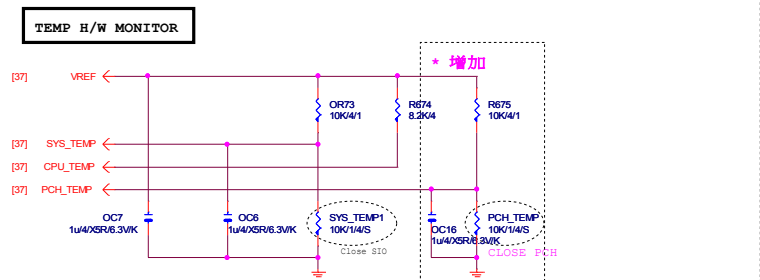 TEMP H/W MONITOR
* 增加
[37] VREF
OR73
10K/4/1
R674
8.2K/4
R675
10K/4/1
[37] SYS_TEMP
[37] CPU_TEMP
[37] PCH_TEMP
OC7
1u/4/X5R/6.3V/K
OC6
1u/4/X5R/6.3V/K
SYS_TEMP1
10K/1/4/S
Close SIO
OC16
1u/4/X5R/6.3V/K
PCH_TEMP
10K/1/4/S
CLOSE PCH